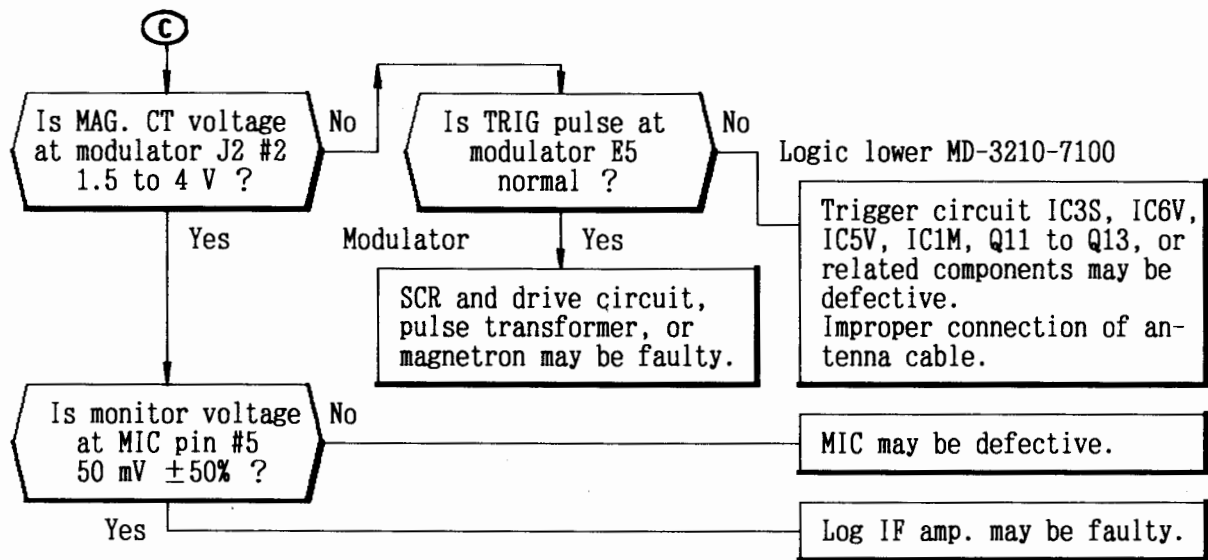 C
Is MAG. CT voltage
at modulator J2 #2
1.5 to 4 V ?
No
Yes
Is TRIG pulse at
modulator E5
normal ?
No
Yes
Logic lower MD-3210-7100
Trigger circuit IC3S, IC6V,
IC5V, IC1M, Q11 to Q13, or
related components may be
defective.
Improper connection of an-
tenna cable.
Modulator
SCR and drive circuit,
pulse transformer, or
magnetron may be faulty.
Is monitor voltage
at MIC pin #5
50 mV ±50% ?
No
MIC may be defective.
Yes
Log IF amp. may be faulty.